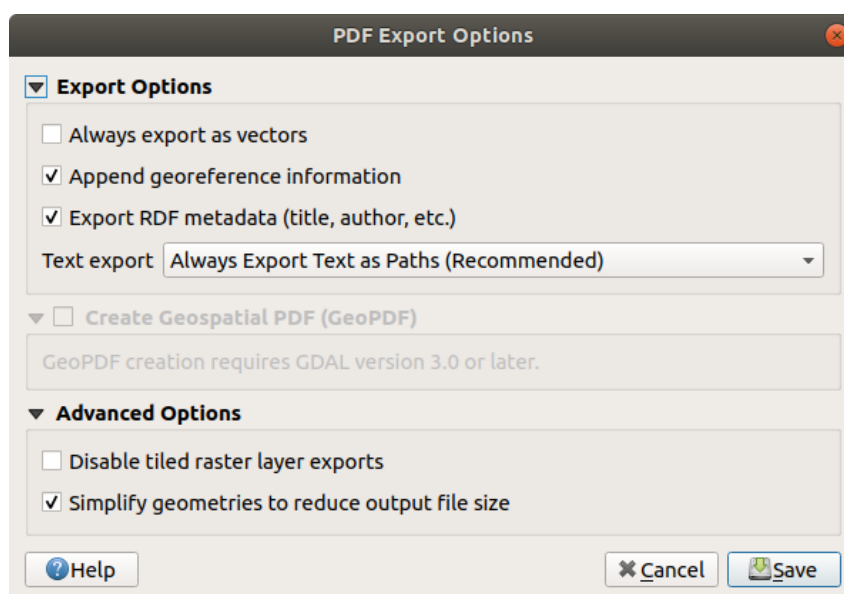 PDF Export Options
Export Options
Always export as vectors
Append georeference information
Export RDF metadata (title, author, etc.)
Text export Always Export Text as Paths (Recommended)
Create Geospatial PDF (GeoPDF)
GeoPDF creation requires GDAL version 3.0 or later.
Advanced Options
Disable tiled raster layer exports
Simplify geometries to reduce output file size
Help Cancel Save